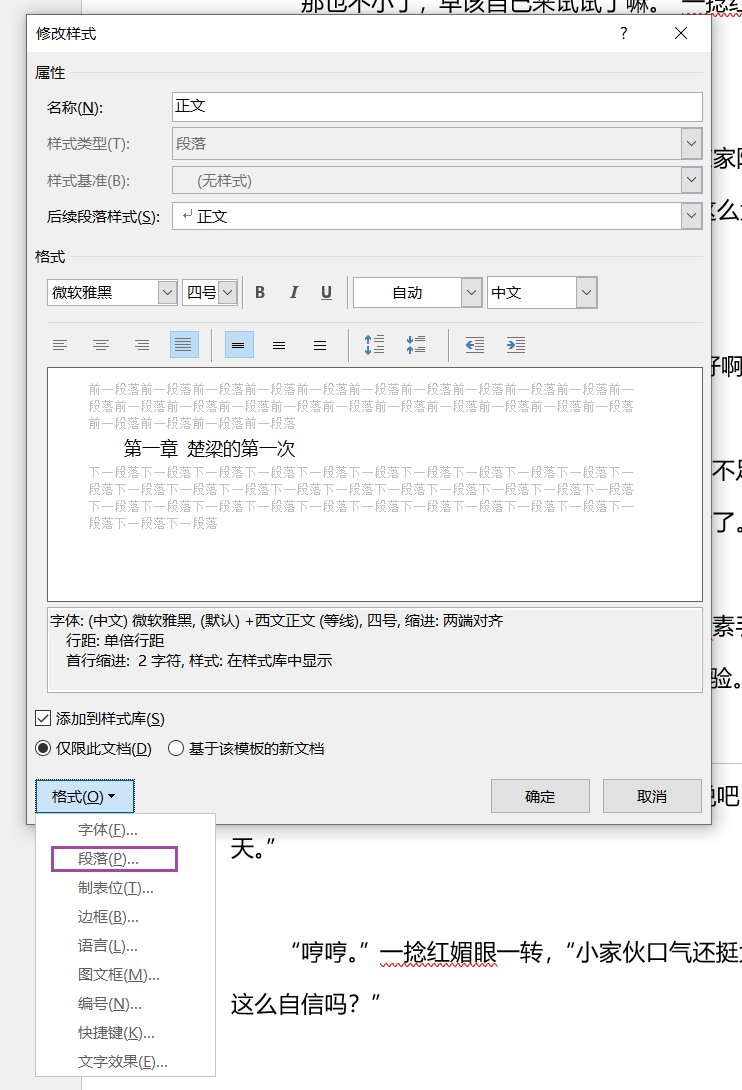 那也不小了，早该自己来试试了嘛。”一捻红
修改样式
?
属性
名称(N):
正文
样式类型(T):
段落
样式基准(B):
(无样式)
后续段落样式(S):
正文
这么
格式
微软雅黑
四号
B
I
U
自动
中文
好啊
前一段落前一段落前一段落前一段落前一段落前一段落前一段落前一段落前一段落前一段落前一
段落前一段落前一段落前一段落前一段落前一段落前一段落前一段落前一段落前一段落前一段落
前一段落前一段落前一段落前一段落
第一章 楚梁的第一次
不足
下一段落下一段落下一段落下一段落下一段落下一段落下一段落下一段落下一段落下一段落下一
段落下一段落下一段落下一段落下一段落下一段落下一段落下一段落下一段落下一段落下一段落
下一段落下一段落下一段落下一段落下一段落下一段落下一段落下一段落下一段落下一段落下一
段落下一段落下一段落
了。
字体: (中文) 微软雅黑, (默认) +西文正文 (等线), 四号, 缩进: 两端对齐
素手
行距: 单倍行距
首行缩进: 2 字符, 样式: 在样式库中显示
验。
添加到样式库(S)
仅限此文档(D)
基于该模板的新文档
格式(O)
确定
取消
吧
字体(F)...
段落(P)...
制表位(T)...
边框(B)...
语言(L)...
图文框(M)...
编号(N)...
快捷键(K)...
文字效果(E)...
天。”
“哼哼。”一捻红媚眼一转，“小家伙口气还挺
这么自信吗？”